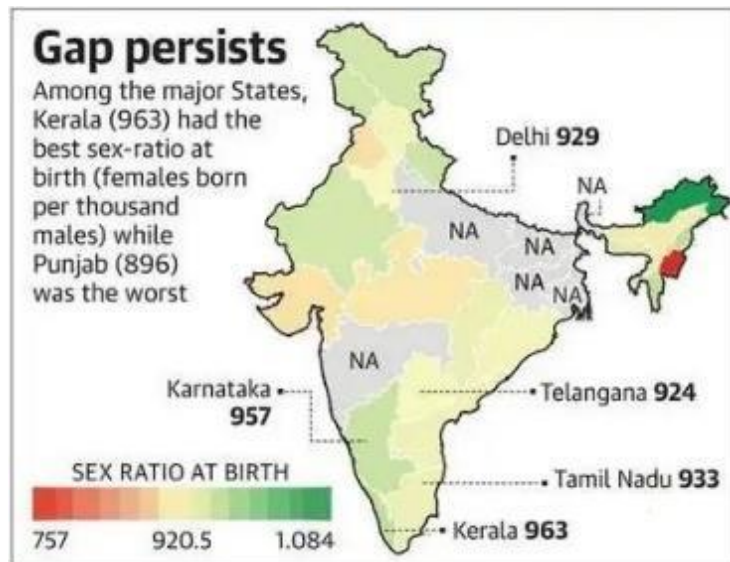 Gap persists
Among the major States,
Kerala (963) had the
best sex-ratio at
birth (females born
per thousand
males) while
Punjab (896)
was the worst
Delhi 929
NA
NA
NA
NA
NA
NA
Karnataka
957
Telangana 924
SEX RATIO AT BIRTH
757 920.5 1.084
Tamil Nadu 933
Kerala 963